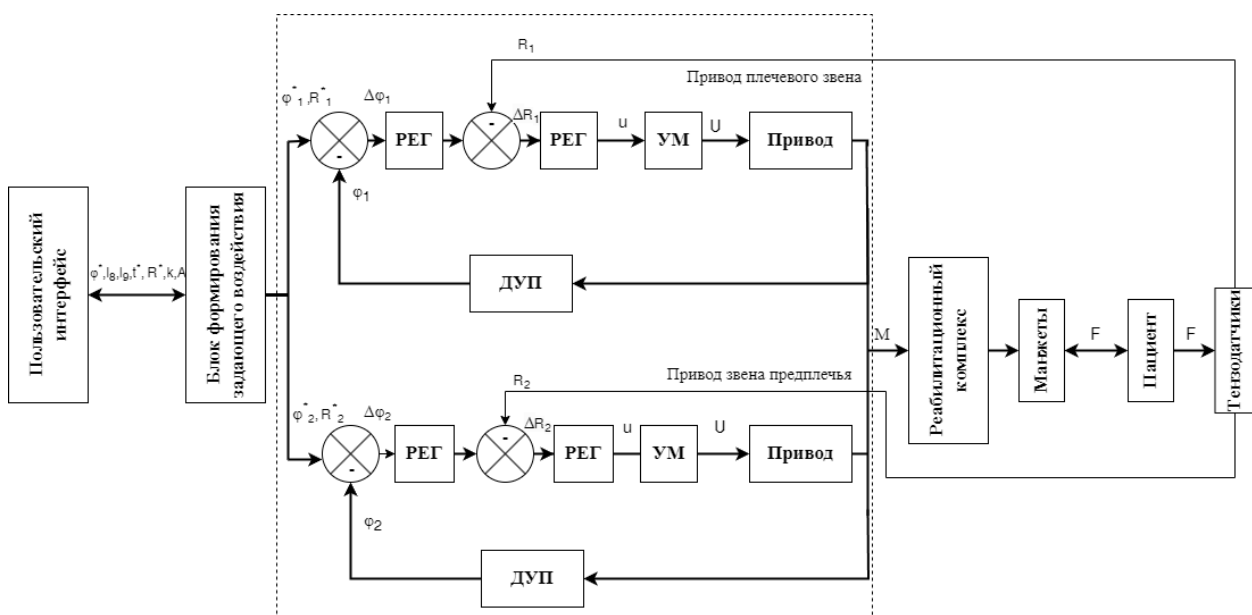 R1
Привод плечевого звена
φ*1,R*1
Δφ1
РЕГ
ΔR1
РЕГ
u
УМ
U
Привод
φ1
ДУП
Пользовательский
интерфейс
φ*,l8,l9,t*,R*,k,A
Блок формирования
задающего воздействия
M
Реабилитационный
комплекс
Манжеты
F
Пациент
F
Тензодатчики
R2
Привод звена предплечья
φ*2,R*2
Δφ2
РЕГ
ΔR2
РЕГ
u
УМ
U
Привод
φ2
ДУП